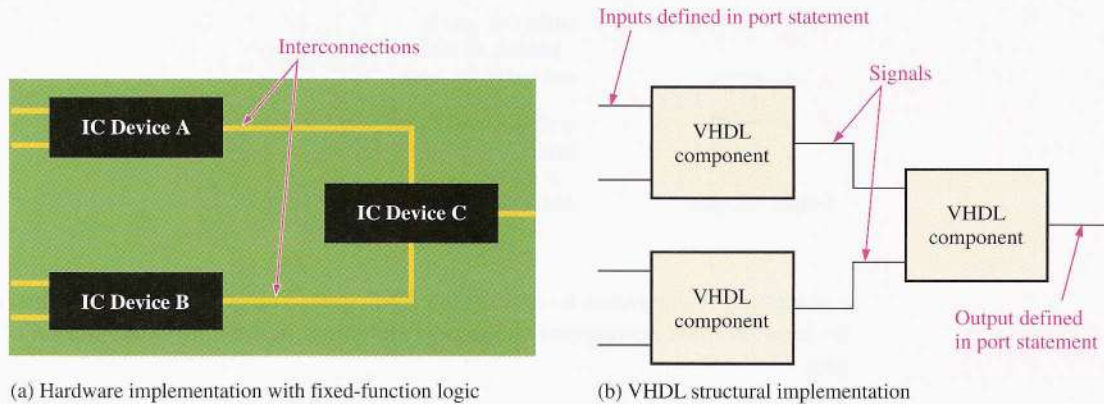 Interconnections
IC Device A
IC Device C
IC Device B
(a) Hardware implementation with fixed-function logic
Inputs defined in port statement
Signals
VHDL
component
VHDL
component
VHDL
component
Output defined
in port statement
(b) VHDL structural implementation